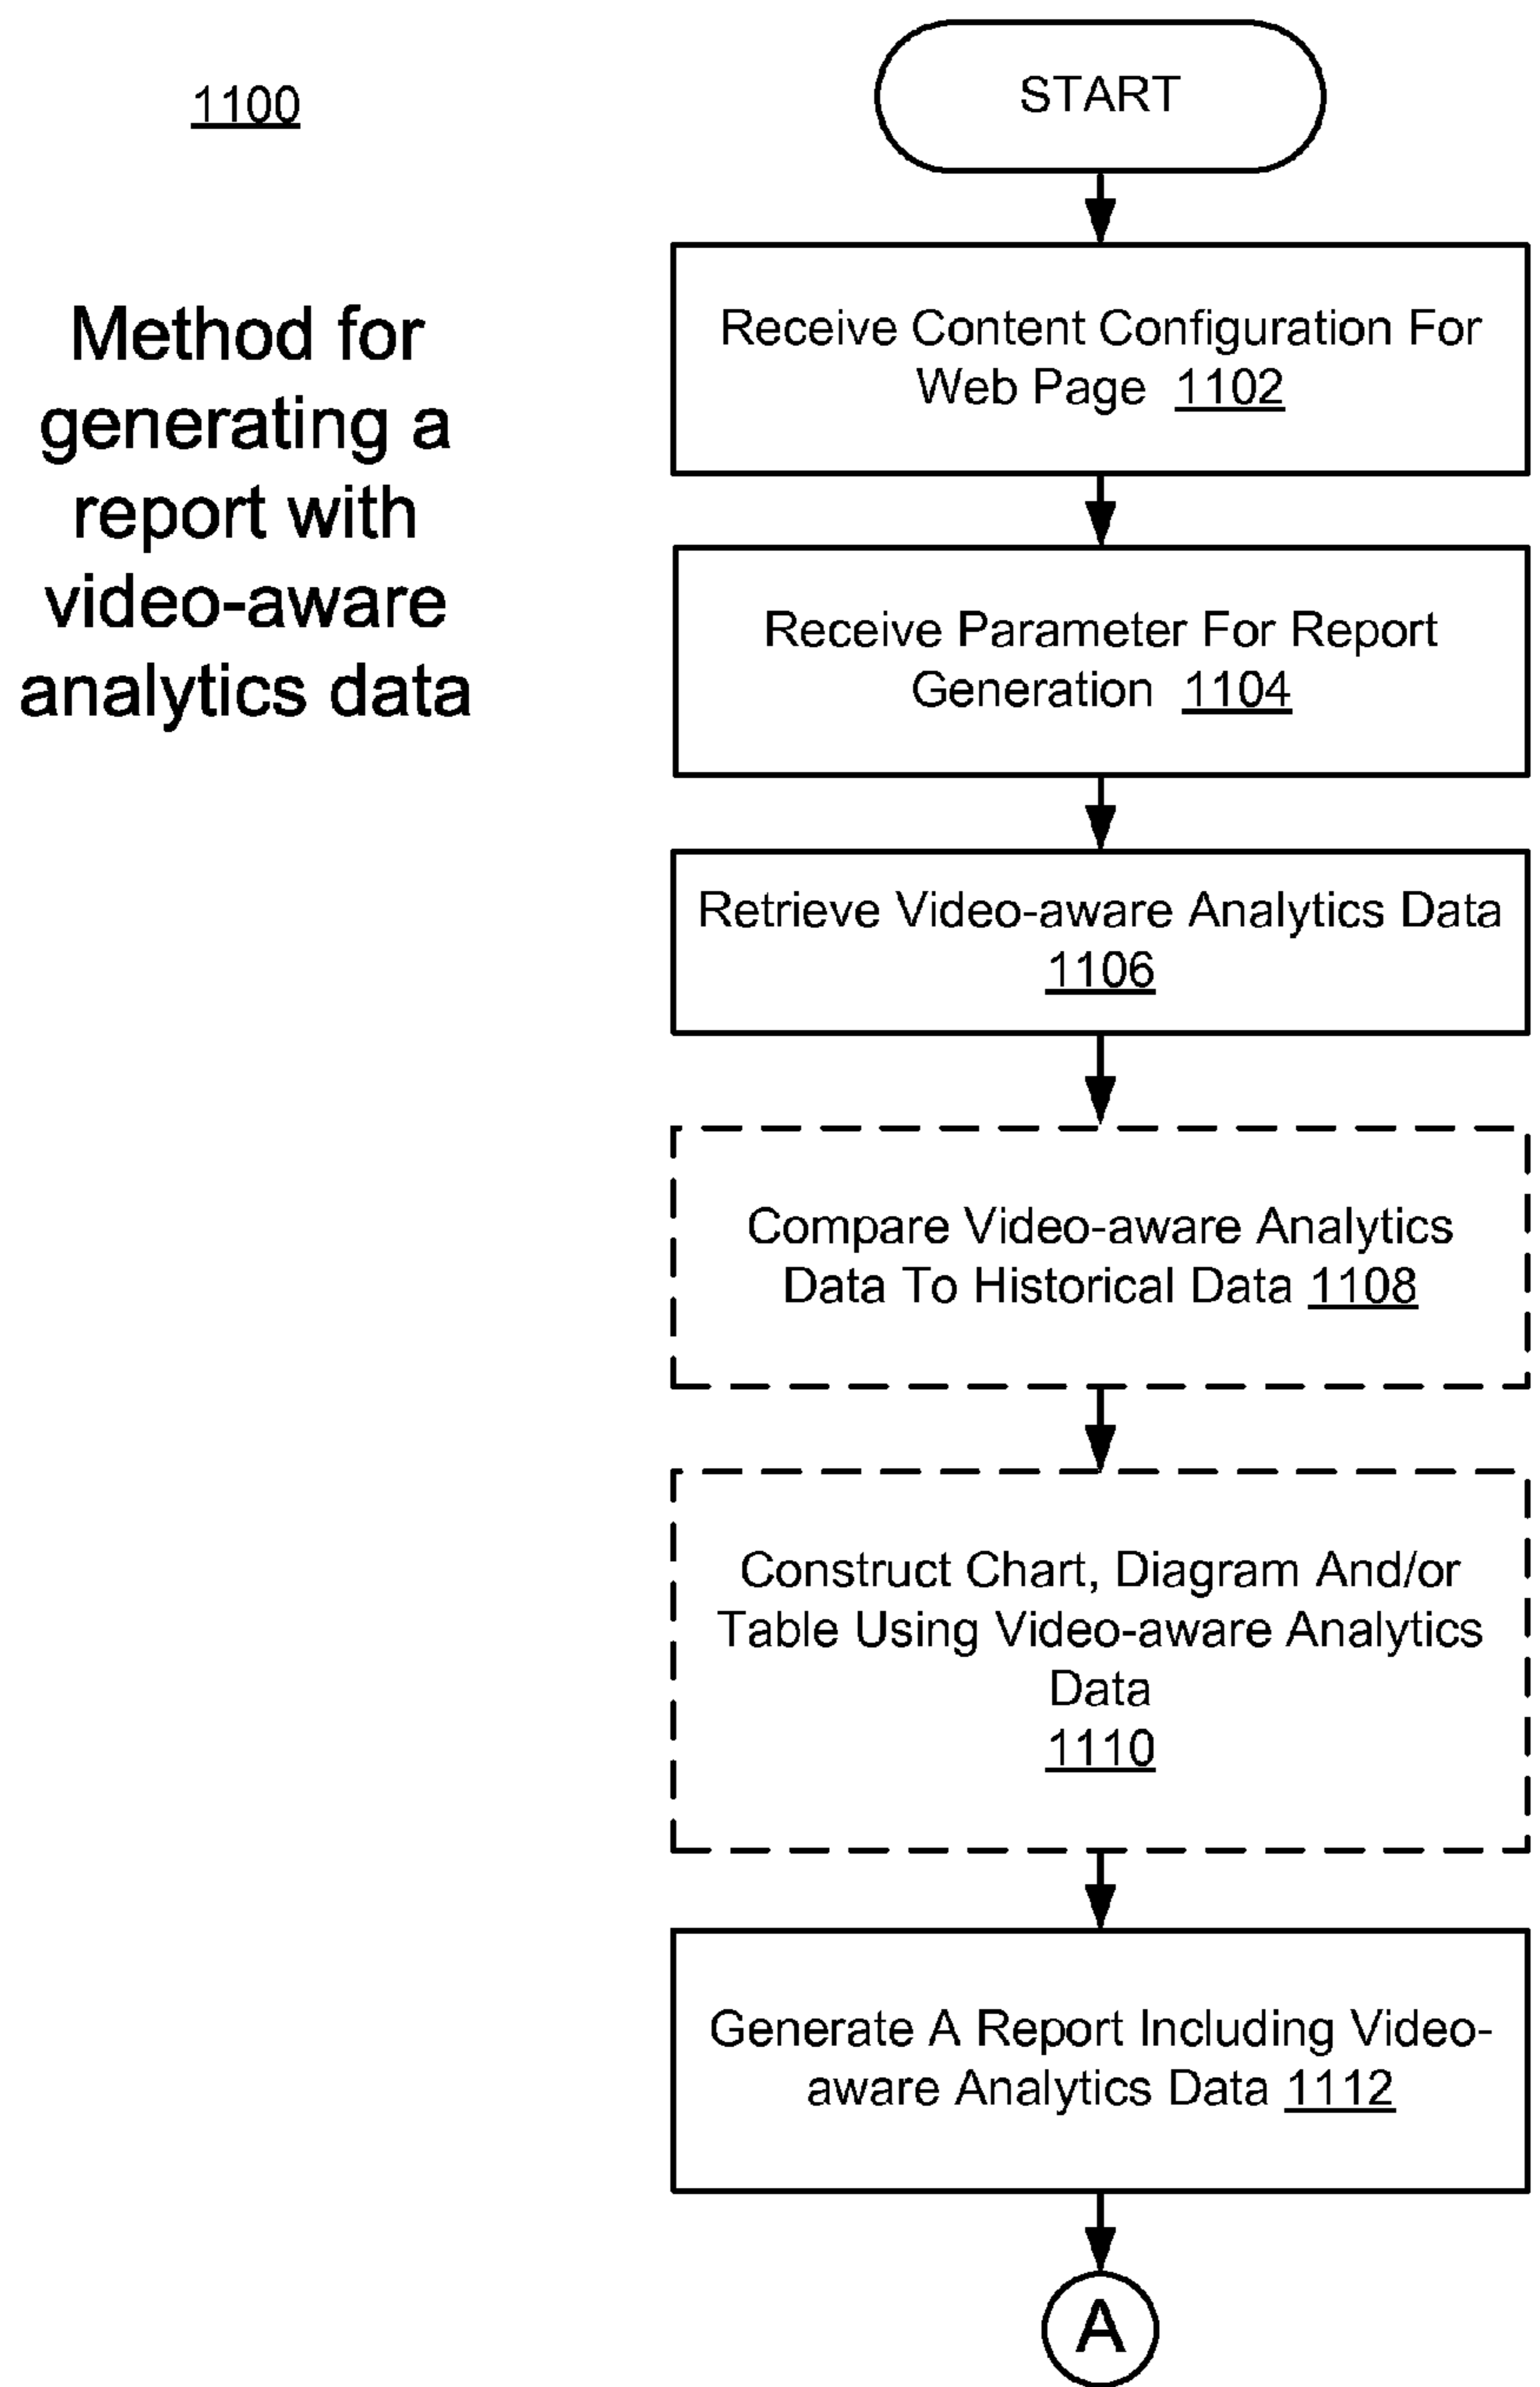 1100
Method for
generating a
report with
video-aware
analytics data
START
Receive Content Configuration For
Web Page 1102
Receive Parameter For Report
Generation 1104
Retrieve Video-aware Analytics Data
1106
Compare Video-aware Analytics
Data To Historical Data 1108
Construct Chart, Diagram And/or
Table Using Video-aware Analytics
Data
1110
Generate A Report Including Video-
aware Analytics Data 1112
A